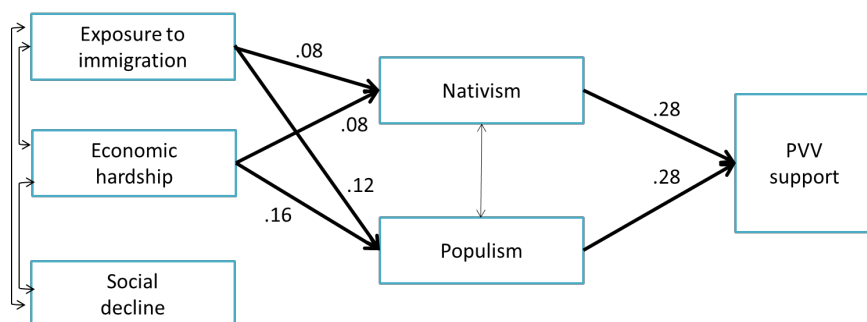 Exposure to
immigration
.08
Nativism
.08
.28
Economic
hardship
PVV
support
.12
.28
.16
Populism
Social
decline